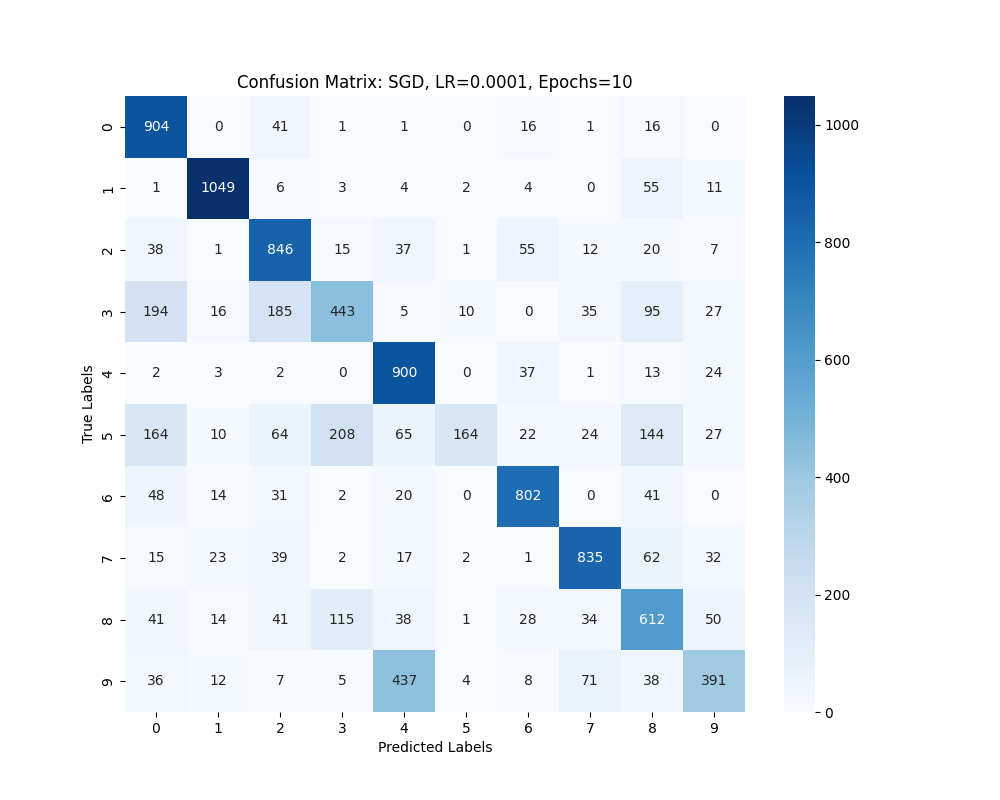 Confusion Matrix: SGD, LR=0.0001, Epochs=10
0 904 0 41 1 1 0 16 1 16 0
1 1 1049 6 3 4 2 4 0 55 11
2 38 1 846 15 37 1 55 12 20 7
3 194 16 185 443 5 10 0 35 95 27
4 2 3 2 0 900 0 37 1 13 24
5 164 10 64 208 65 164 22 24 144 27
6 48 14 31 2 20 0 802 0 41 0
7 15 23 39 2 17 2 1 835 62 32
8 41 14 41 115 38 1 28 34 612 50
9 36 12 7 5 437 4 8 71 38 391
0 1 2 3 4 5 6 7 8 9
Predicted Labels
True Labels
1000
800
600
400
200
0